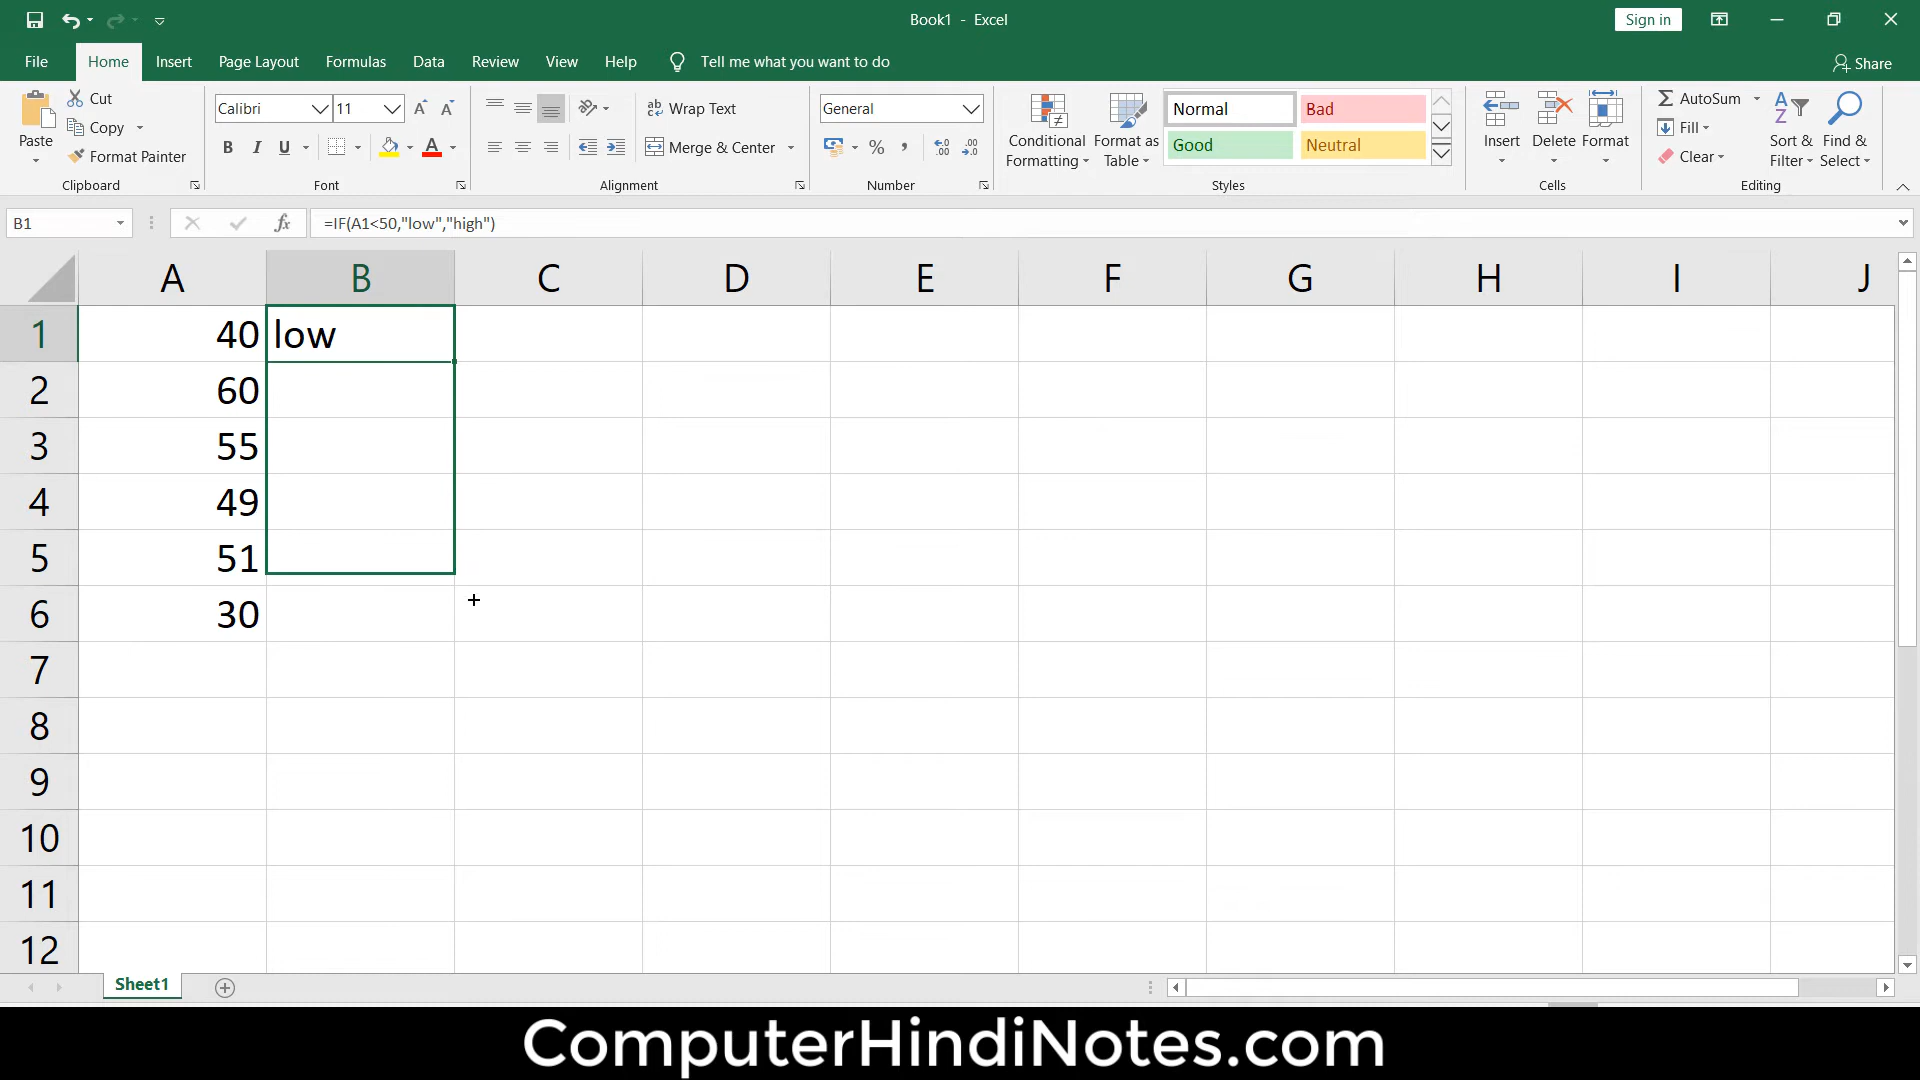 Book1 - Excel
Sign in
File Home Insert Page Layout Formulas Data Review View Help Tell me what you want to do Share
Paste
Cut
Copy
Format Painter
Clipboard
Calibri 11
B I U A
Font
Wrap Text
Merge & Center
Alignment
General
%
Number
Conditional Formatting
Format as Table
Normal Bad
Good Neutral
Styles
Insert Delete Format
Cells
AutoSum
Fill
Clear
Sort & Filter
Find & Select
Editing
B1 fx =IF(A1<50,"low","high")
A B C D E F G H I J
1 40 low
2 60
3 55
4 49
5 51
6 30
7
8
9
10
11
12
Sheet1
ComputerHindiNotes.com